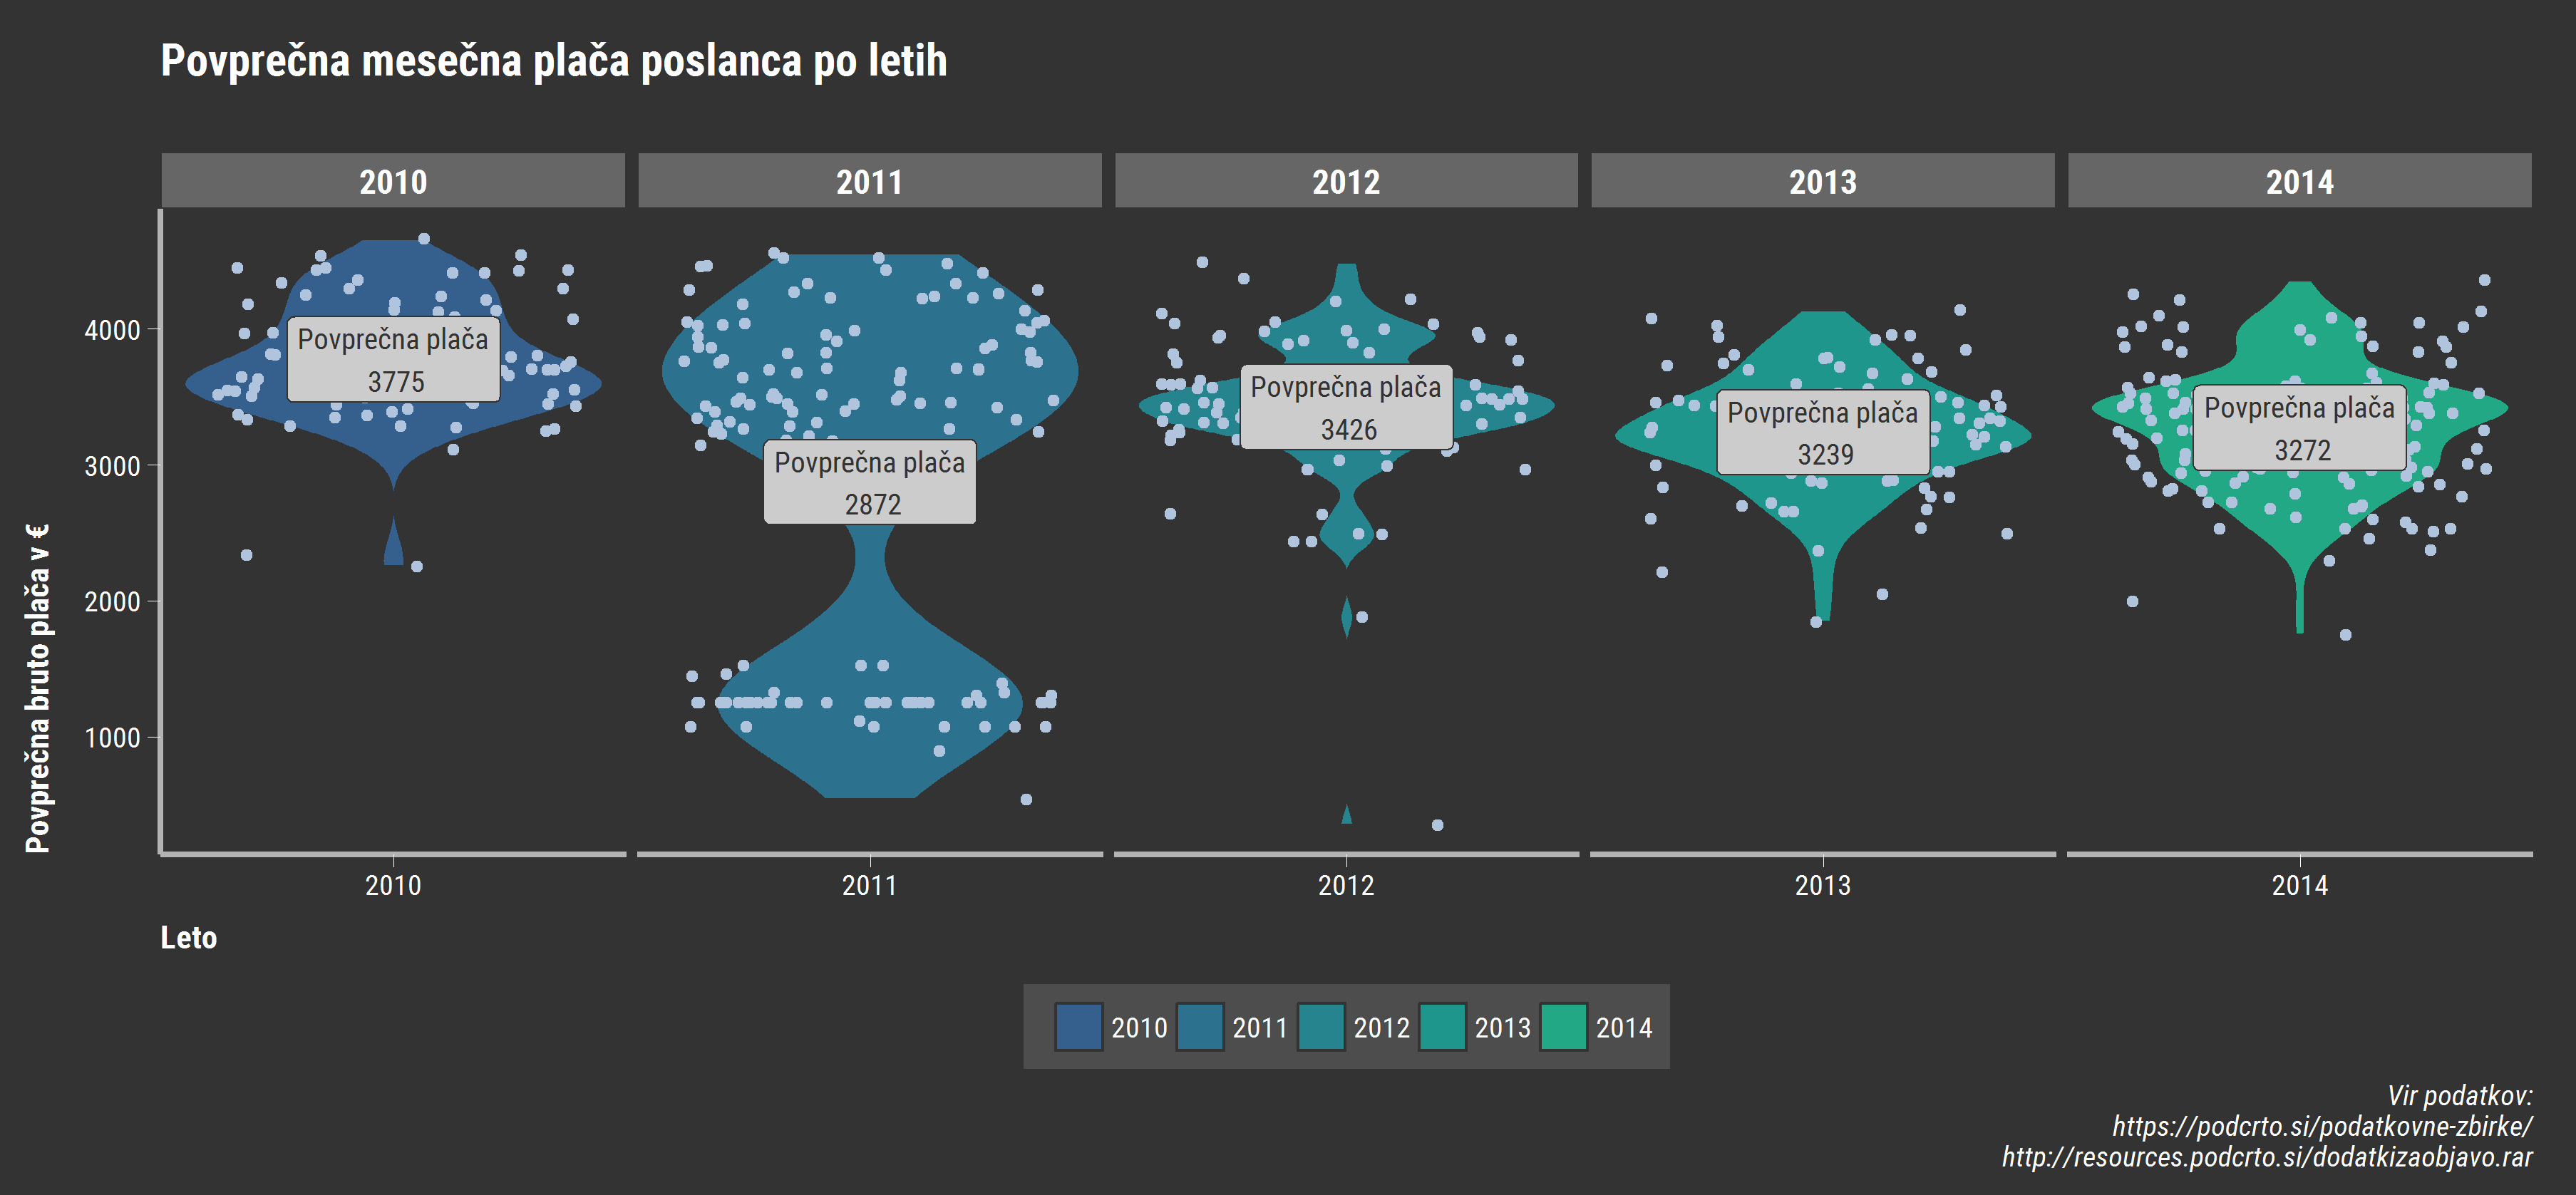 Povprečna mesečna plača poslanca po letih
2010 2011 2012 2013 2014
Povprečna bruto plača v €
4000
3000
2000
1000
Povprečna plača
3775
Povprečna plača
2872
Povprečna plača
3426
Povprečna plača
3239
Povprečna plača
3272
2010 2011 2012 2013 2014
Leto
2010 2011 2012 2013 2014
Vir podatkov:
https://podcrto.si/podatkovne-zbirke/
http://resources.podcrto.si/dodatkizaobjavo.rar